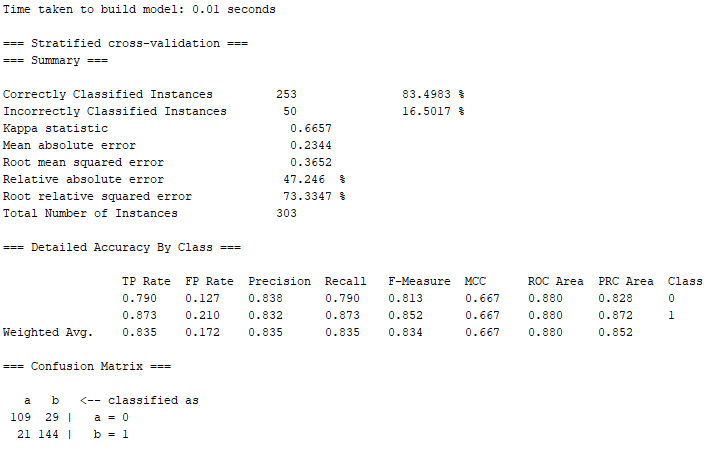 Time taken to build model: 0.01 seconds
=== Stratified cross-validation ===
=== Summary ===
Correctly Classified Instances 253 83.4983 %
Incorrectly Classified Instances 50 16.5017 %
Kappa statistic 0.6657
Mean absolute error 0.2344
Root mean squared error 0.3652
Relative absolute error 47.246 %
Root relative squared error 73.3347 %
Total Number of Instances 303
=== Detailed Accuracy By Class ===
TP Rate FP Rate Precision Recall F-Measure MCC ROC Area PRC Area Class
0.790 0.127 0.838 0.790 0.813 0.667 0.880 0.828 0
0.873 0.210 0.832 0.873 0.852 0.667 0.880 0.872 1
Weighted Avg. 0.835 0.172 0.835 0.835 0.834 0.667 0.880 0.852
=== Confusion Matrix ===
a b <-- classified as
109 29 | a = 0
21 144 | b = 1